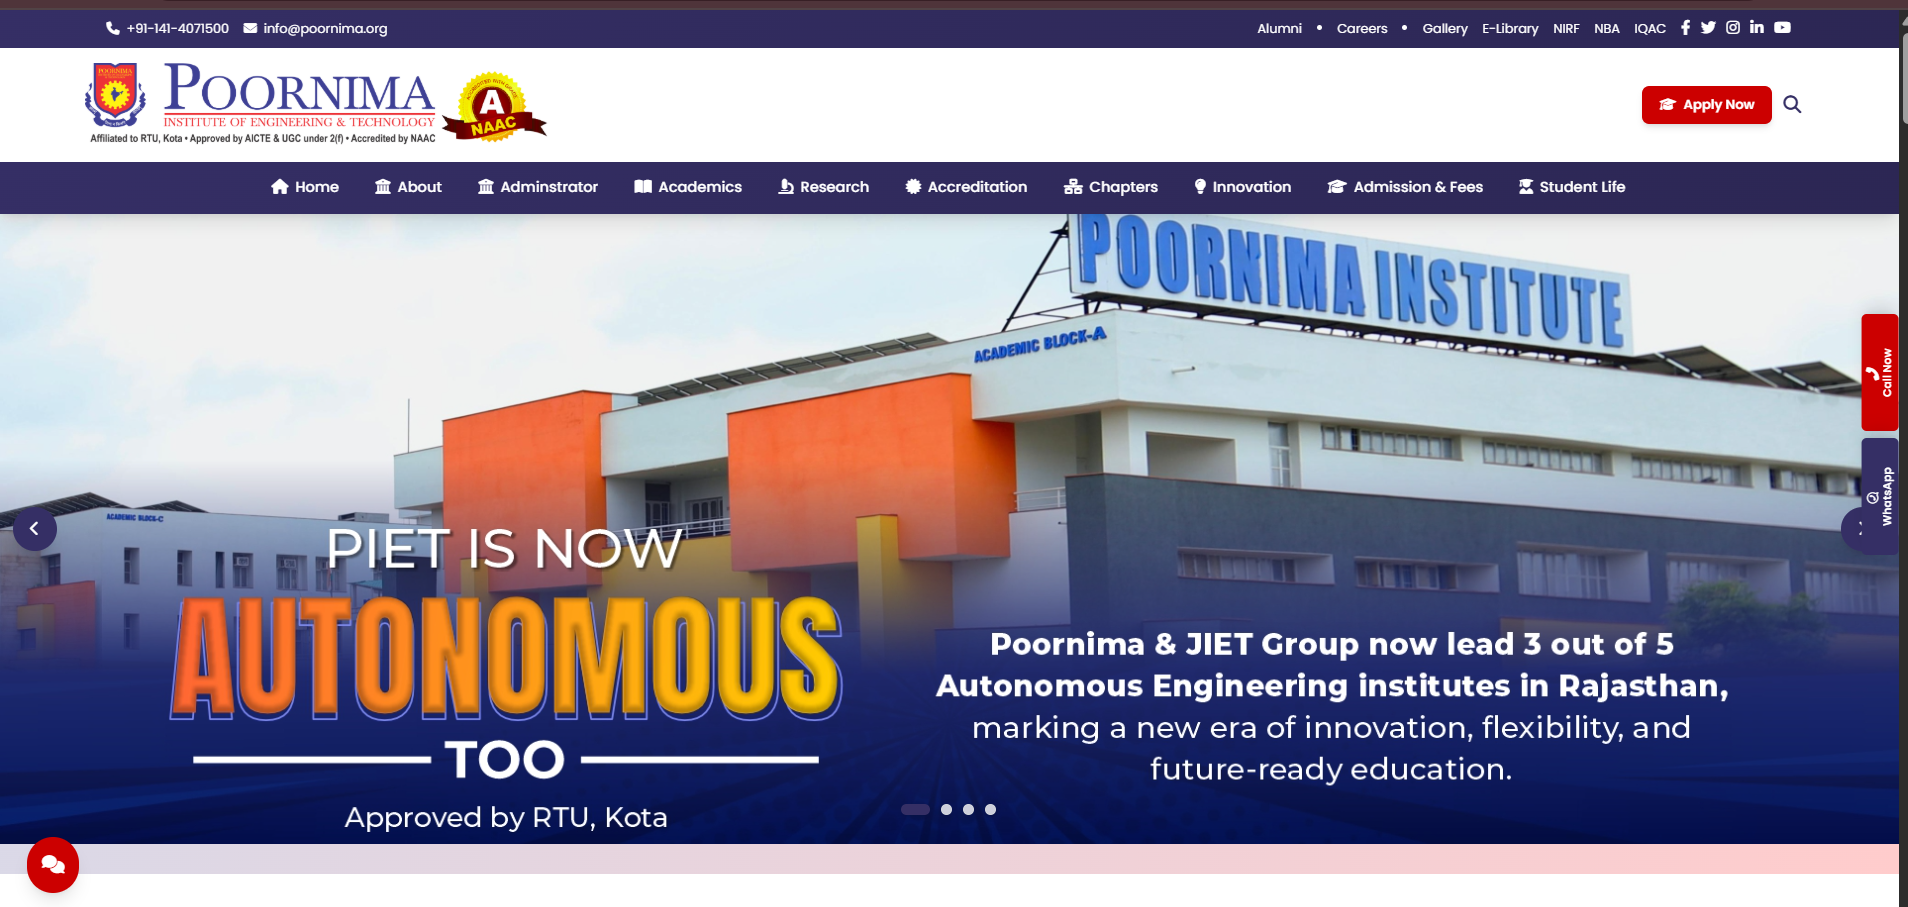 +91-141-4071500 info@poornima.org
Alumni • Careers • Gallery E-Library NIRF NBA IQAC
POORNIMA
POORNIMA
INSTITUTE OF ENGINEERING & TECHNOLOGY
Affiliated to RTU, Kota • Approved by AICTE & UGC under 2(f) • Accredited by NAAC
ACCREDITED WITH GRADE
A
NAAC
Apply Now
Home About Adminstrator Academics Research Accreditation Chapters Innovation Admission & Fees Student Life
POORNIMA INSTITUTE
ACADEMIC BLOCK-A
Call Now
WhatsApp
ACADEMIC BLOCK-C
PIET IS NOW
AUTONOMOUS
TOO
Approved by RTU, Kota
Poornima & JIET Group now lead 3 out of 5
Autonomous Engineering institutes in Rajasthan,
marking a new era of innovation, flexibility, and
future-ready education.